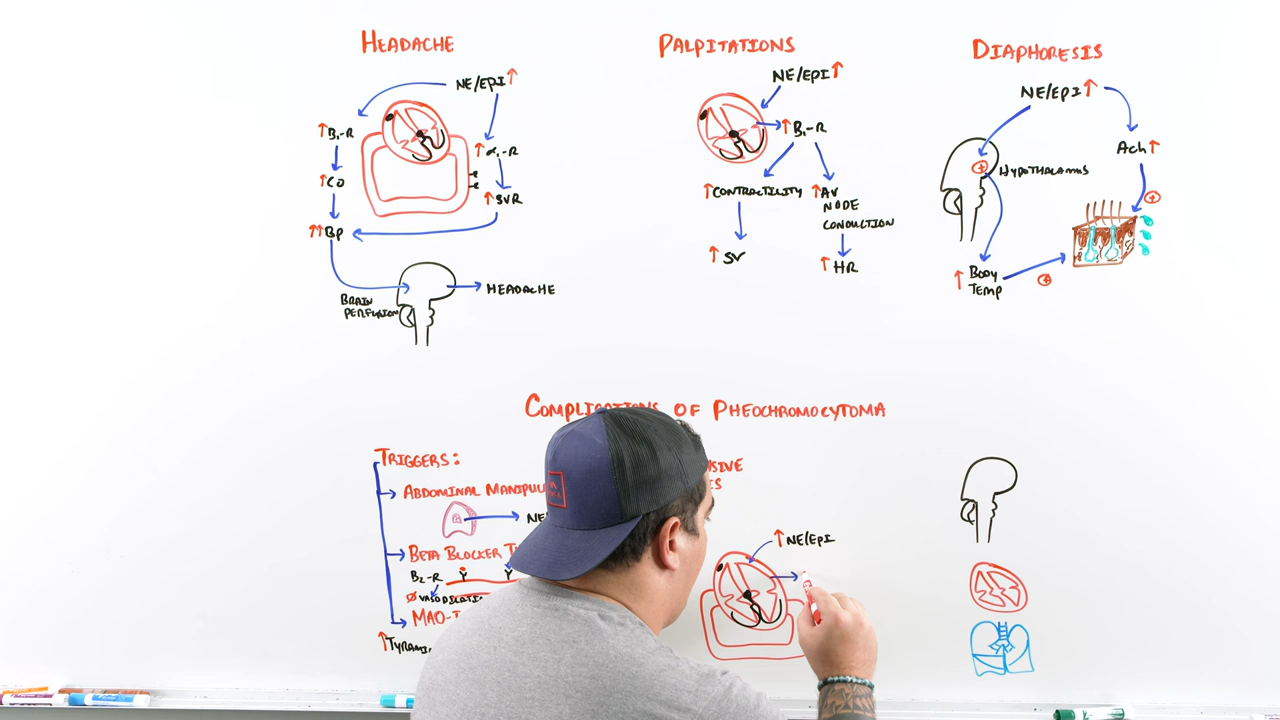 HEADACHE
NE/EPI↑
↑B₁-R
↑α₁-R
↑CO
↑SVR
↑↑BP
BRAIN
PERFUSION
HEADACHE
PALPITATIONS
NE/EPI↑
↑B₁-R
↑CONTRACTILITY
↑AV
NODE
CONDUCTION
↑SV
↑HR
DIAPHORESIS
NE/EPI↑
Ach↑
+
HYPOTHALAMUS
+
↑BODY
TEMP
+
COMPLICATIONS OF PHEOCHROMOCYTOMA
TRIGGERS:
ABDOMINAL MANIPUL
NE
BETA BLOCKER T
B₂-R
Ø VASODILATI
MAO-I
↑TYRAMI
SIVE
ES
↑NE/EPI